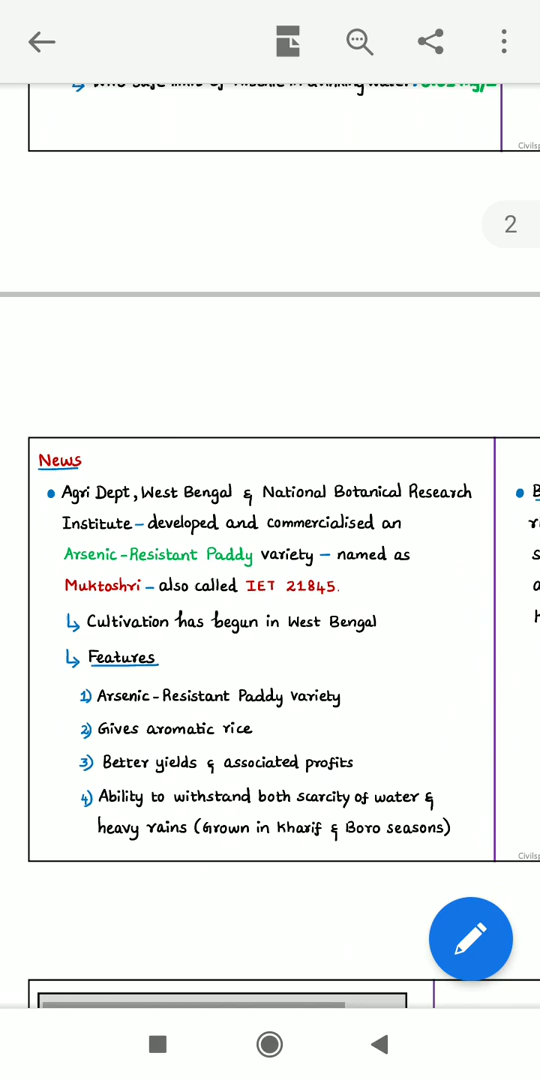 2
News
• Agri Dept, West Bengal & National Botanical Research
Institute - developed and commercialised an
Arsenic-Resistant Paddy variety - named as
Muktoshri - also called IET 21845.
↳ Cultivation has begun in West Bengal
↳ Features
1) Arsenic-Resistant Paddy variety
2) Gives aromatic rice
3) Better yields & associated profits
4) Ability to withstand both scarcity of water &
heavy rains (Grown in Kharif & Boro seasons)